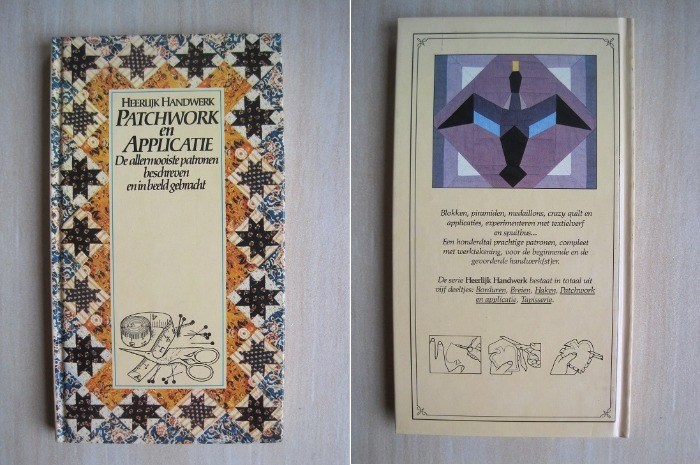 HEERLIJK HANDWERK
PATCHWORK
en
APPLICATIE
De allermooiste patronen
beschreven
en in beeld gebracht
Blokken, piramiden, medaillons, crazy quilt en
applicaties, experimenteren met textielverf
en spuitbus...
Een honderdtal prachtige patronen, compleet
met werktekening, voor de beginnende en de
gevorderde handwerk(st)er.
De serie Heerlijk Handwerk bestaat in totaal uit
vijf deeltjes: Borduren, Breien, Haken, Patchwork
en applicatie, Tapisserie.